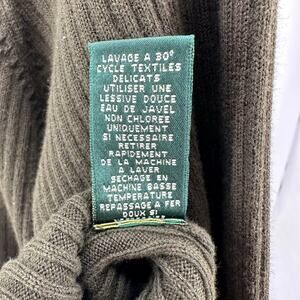 LAVAGE A 30°
CYCLE TEXTILES
DELICATS
UTILISER UNE
LESSIVE DOUCE
EAU DE JAVEL
NON CHLOREE
UNIQUEMENT
SI NECESSAIRE
RETIRER
RAPIDEMENT
DE LA MACHINE
A LAVER
SECHAGE EN
MACHINE BASSE
TEMPERATURE
REPASSAGE A FER
DOUX SI